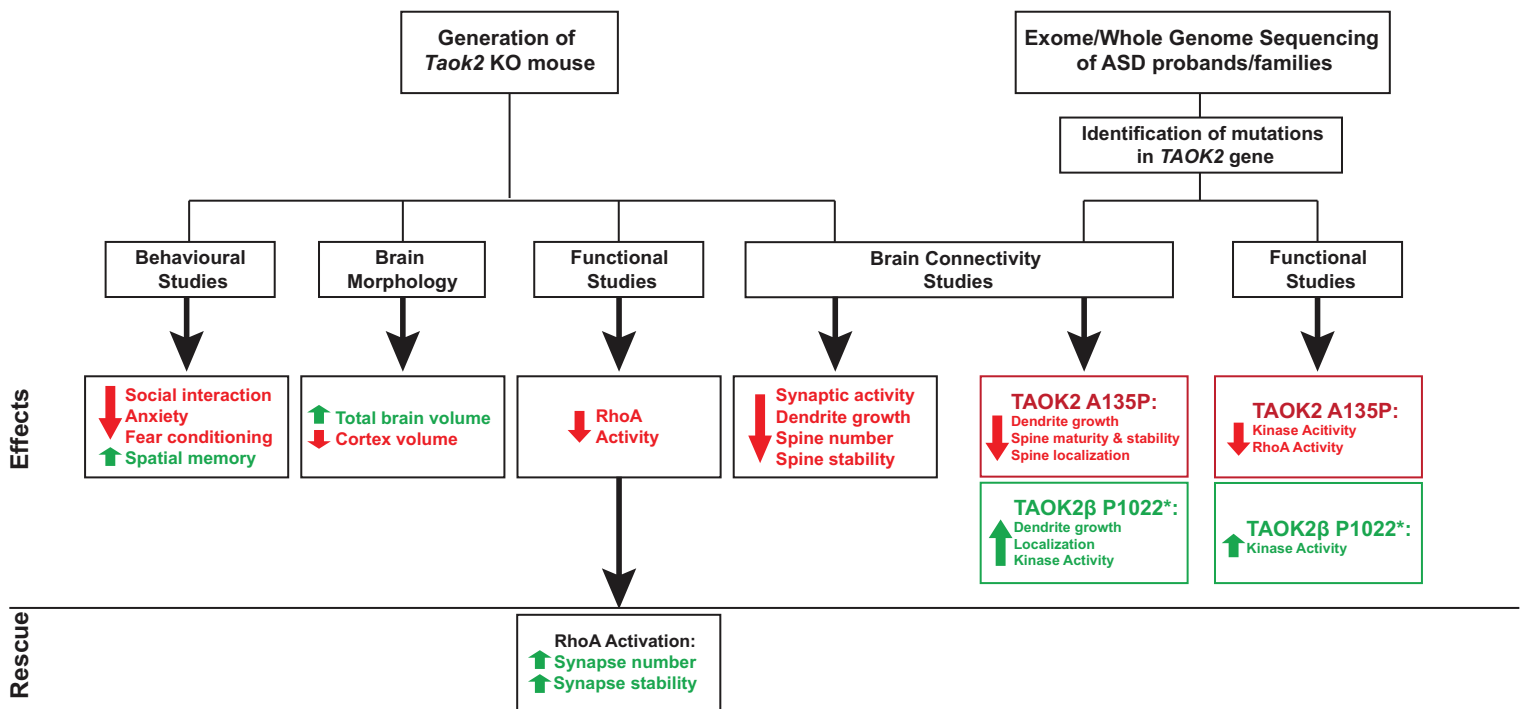 Generation of
Taok2 KO mouse
Exome/Whole Genome Sequencing
of ASD probands/families
Identification of mutations
in TAOK2 gene
Behavioural
Studies
Brain
Morphology
Functional
Studies
Brain Connectivity
Studies
Functional
Studies
Effects
Social interaction
Anxiety
Fear conditioning
Spatial memory
Total brain volume
Cortex volume
RhoA
Activity
Synaptic activity
Dendrite growth
Spine number
Spine stability
TAOK2 A135P:
Dendrite growth
Spine maturity & stability
Spine localization
TAOK2 A135P:
Kinase Acitivity
RhoA Activity
TAOK2β P1022*:
Dendrite growth
Localization
Kinase Activity
TAOK2β P1022*:
Kinase Activity
Rescue
RhoA Activation:
Synapse number
Synapse stability